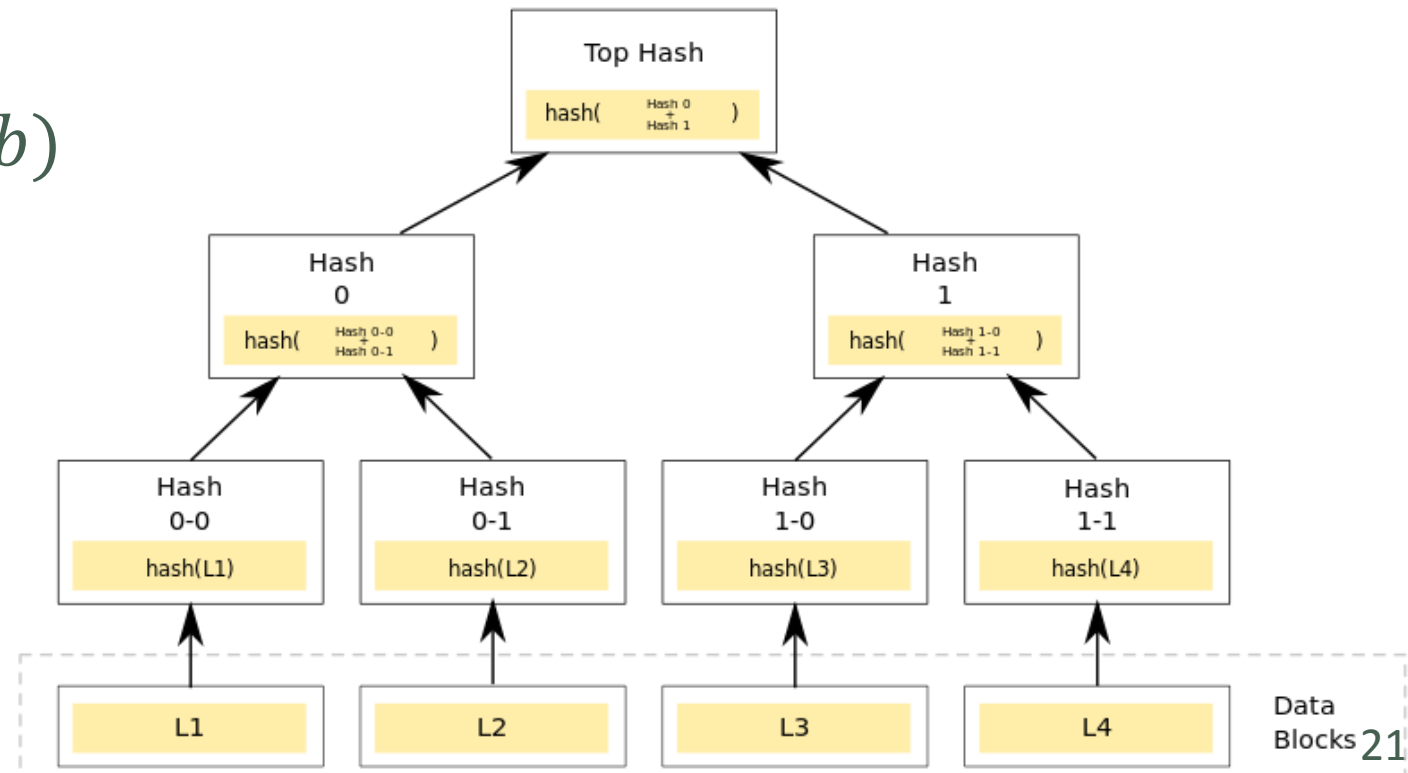 b)
Top Hash
hash( Hash 0 + Hash 1 )
Hash
0
hash( Hash 0-0 + Hash 0-1 )
Hash
1
hash( Hash 1-0 + Hash 1-1 )
Hash
0-0
hash(L1)
Hash
0-1
hash(L2)
Hash
1-0
hash(L3)
Hash
1-1
hash(L4)
L1
L2
L3
L4
Data
Blocks
21